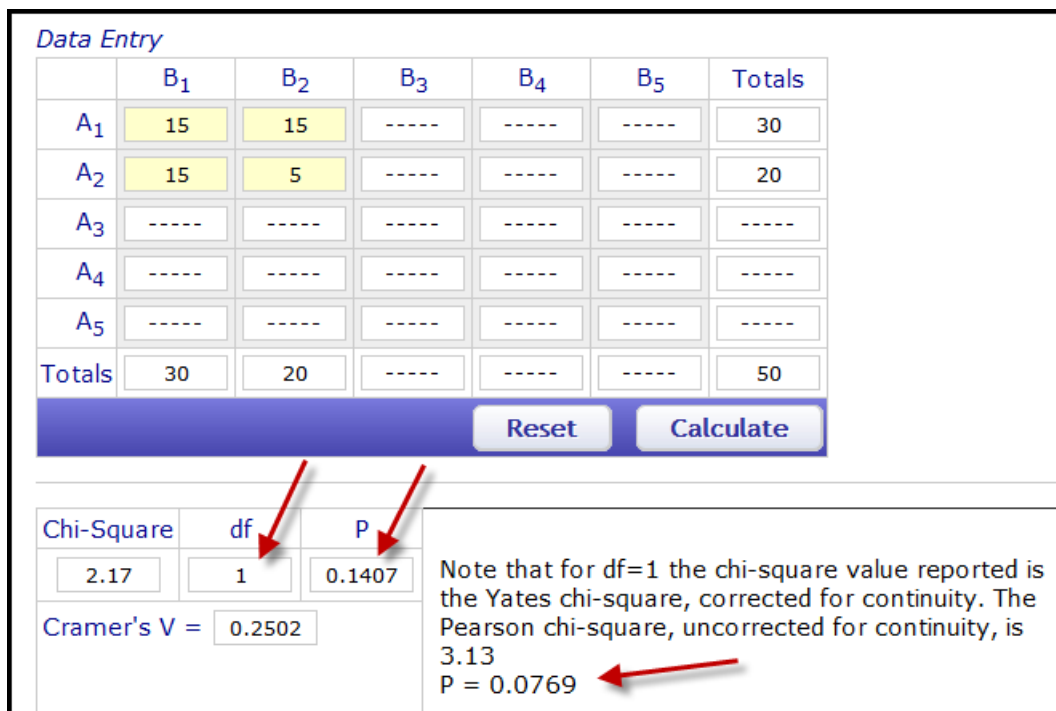 Data Entry
B1 B2 B3 B4 B5 Totals
A1 15 15 ----- ----- ----- 30
A2 15 5 ----- ----- ----- 20
A3 ----- ----- ----- ----- ----- -----
A4 ----- ----- ----- ----- ----- -----
A5 ----- ----- ----- ----- ----- -----
Totals 30 20 ----- ----- ----- 50
Reset Calculate
Chi-Square df P
2.17 1 0.1407
Cramer's V = 0.2502
Note that for df=1 the chi-square value reported is
the Yates chi-square, corrected for continuity. The
Pearson chi-square, uncorrected for continuity, is
3.13
P = 0.0769